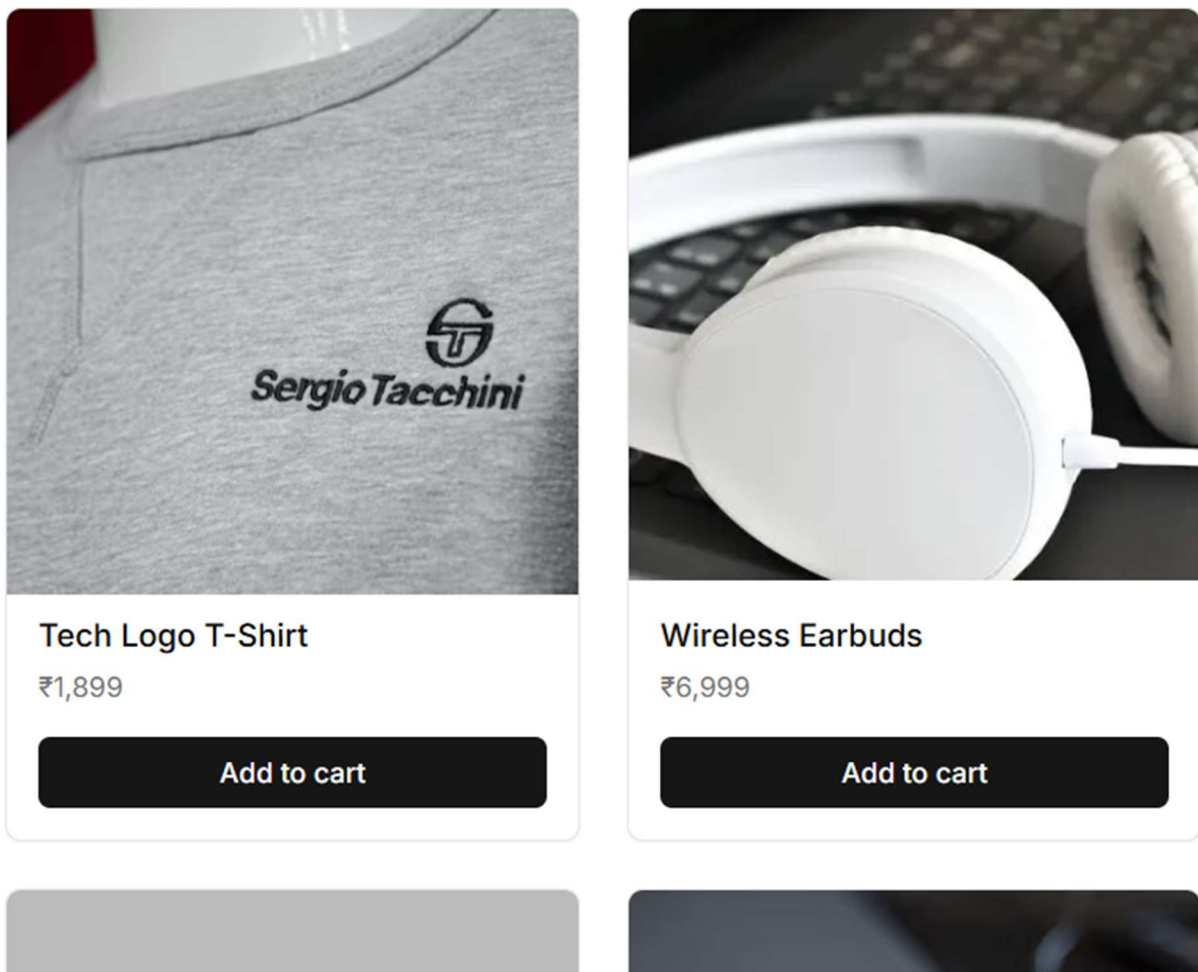 Sergio Tacchini
Tech Logo T-Shirt
₹1,899
Add to cart
Wireless Earbuds
₹6,999
Add to cart